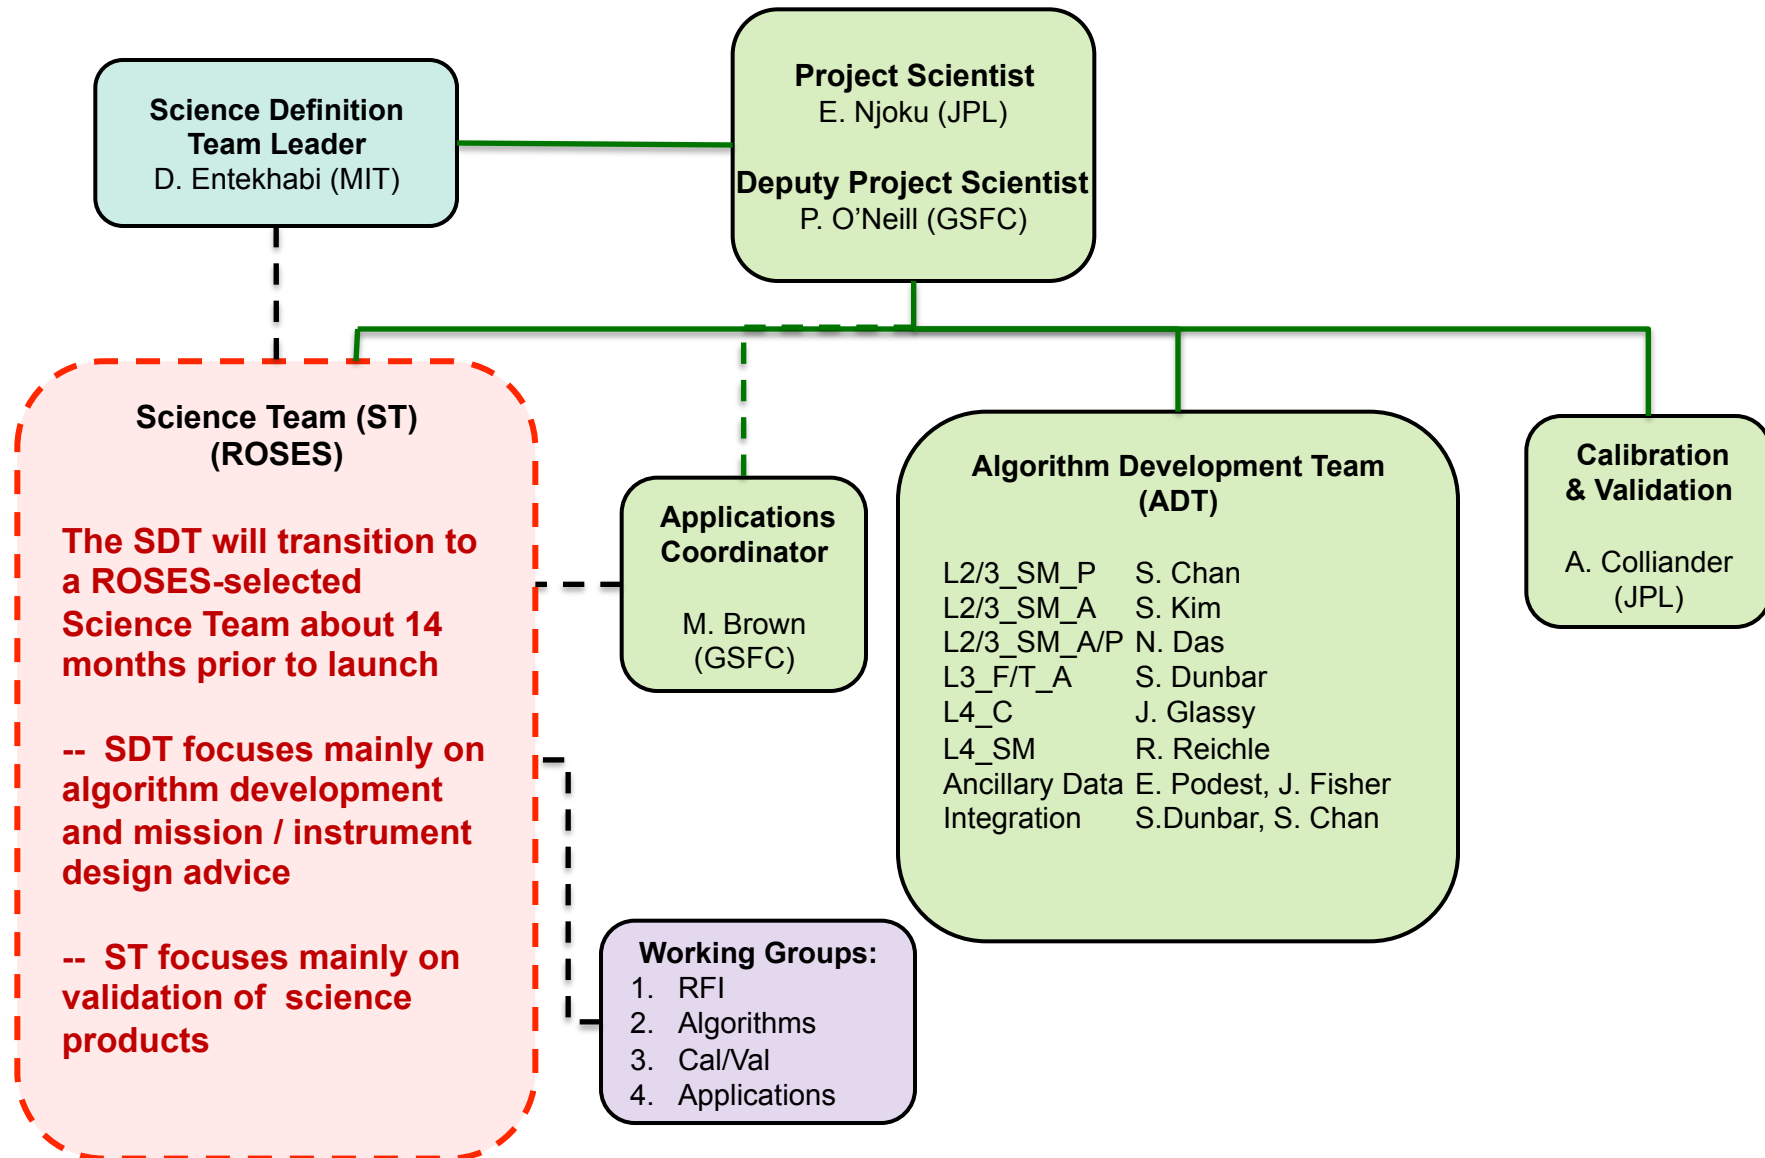 Science Definition
Team Leader
D. Entekhabi (MIT)
Project Scientist
E. Njoku (JPL)
Deputy Project Scientist
P. O’Neill (GSFC)
Science Team (ST)
(ROSES)
The SDT will transition to
a ROSES-selected
Science Team about 14
months prior to launch
-- SDT focuses mainly on
algorithm development
and mission / instrument
design advice
-- ST focuses mainly on
validation of science
products
Applications
Coordinator
M. Brown
(GSFC)
Algorithm Development Team
(ADT)
L2/3_SM_P S. Chan
L2/3_SM_A S. Kim
L2/3_SM_A/P N. Das
L3_F/T_A S. Dunbar
L4_C J. Glassy
L4_SM R. Reichle
Ancillary Data E. Podest, J. Fisher
Integration S.Dunbar, S. Chan
Calibration
& Validation
A. Colliander
(JPL)
Working Groups:
1. RFI
2. Algorithms
3. Cal/Val
4. Applications